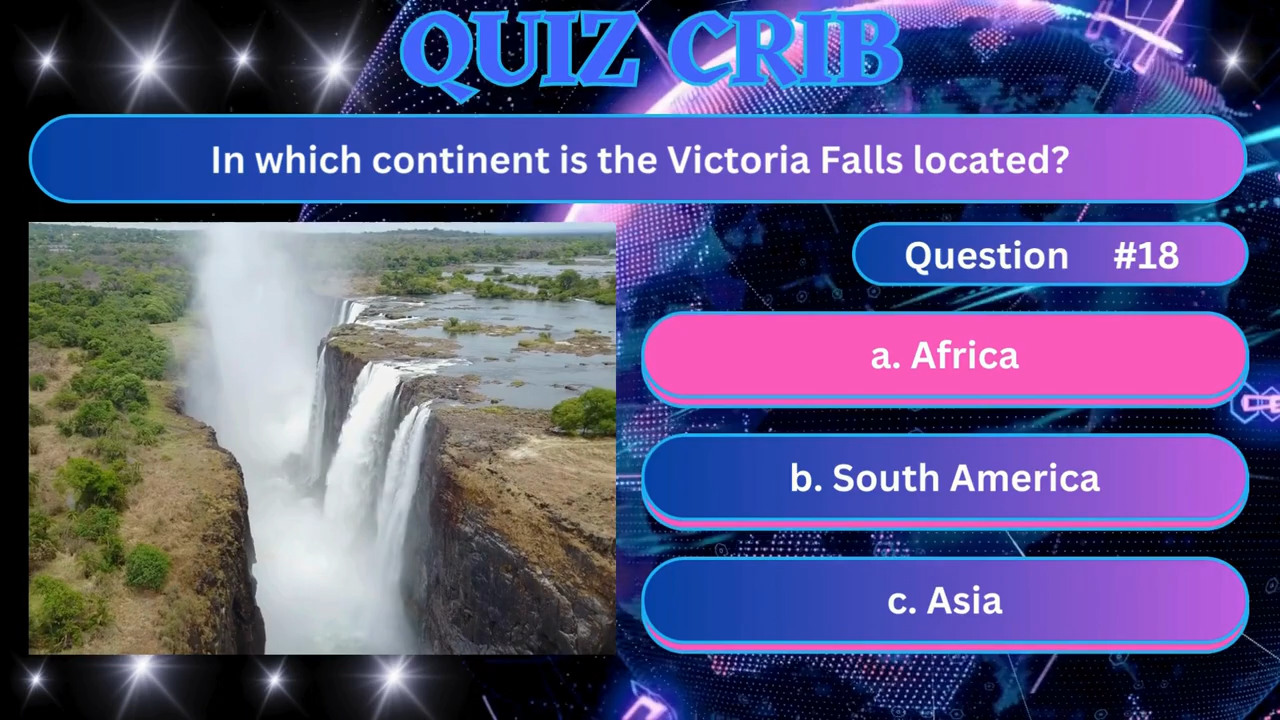 QUIZ CRIB
In which continent is the Victoria Falls located?
Question #18
a. Africa
b. South America
c. Asia